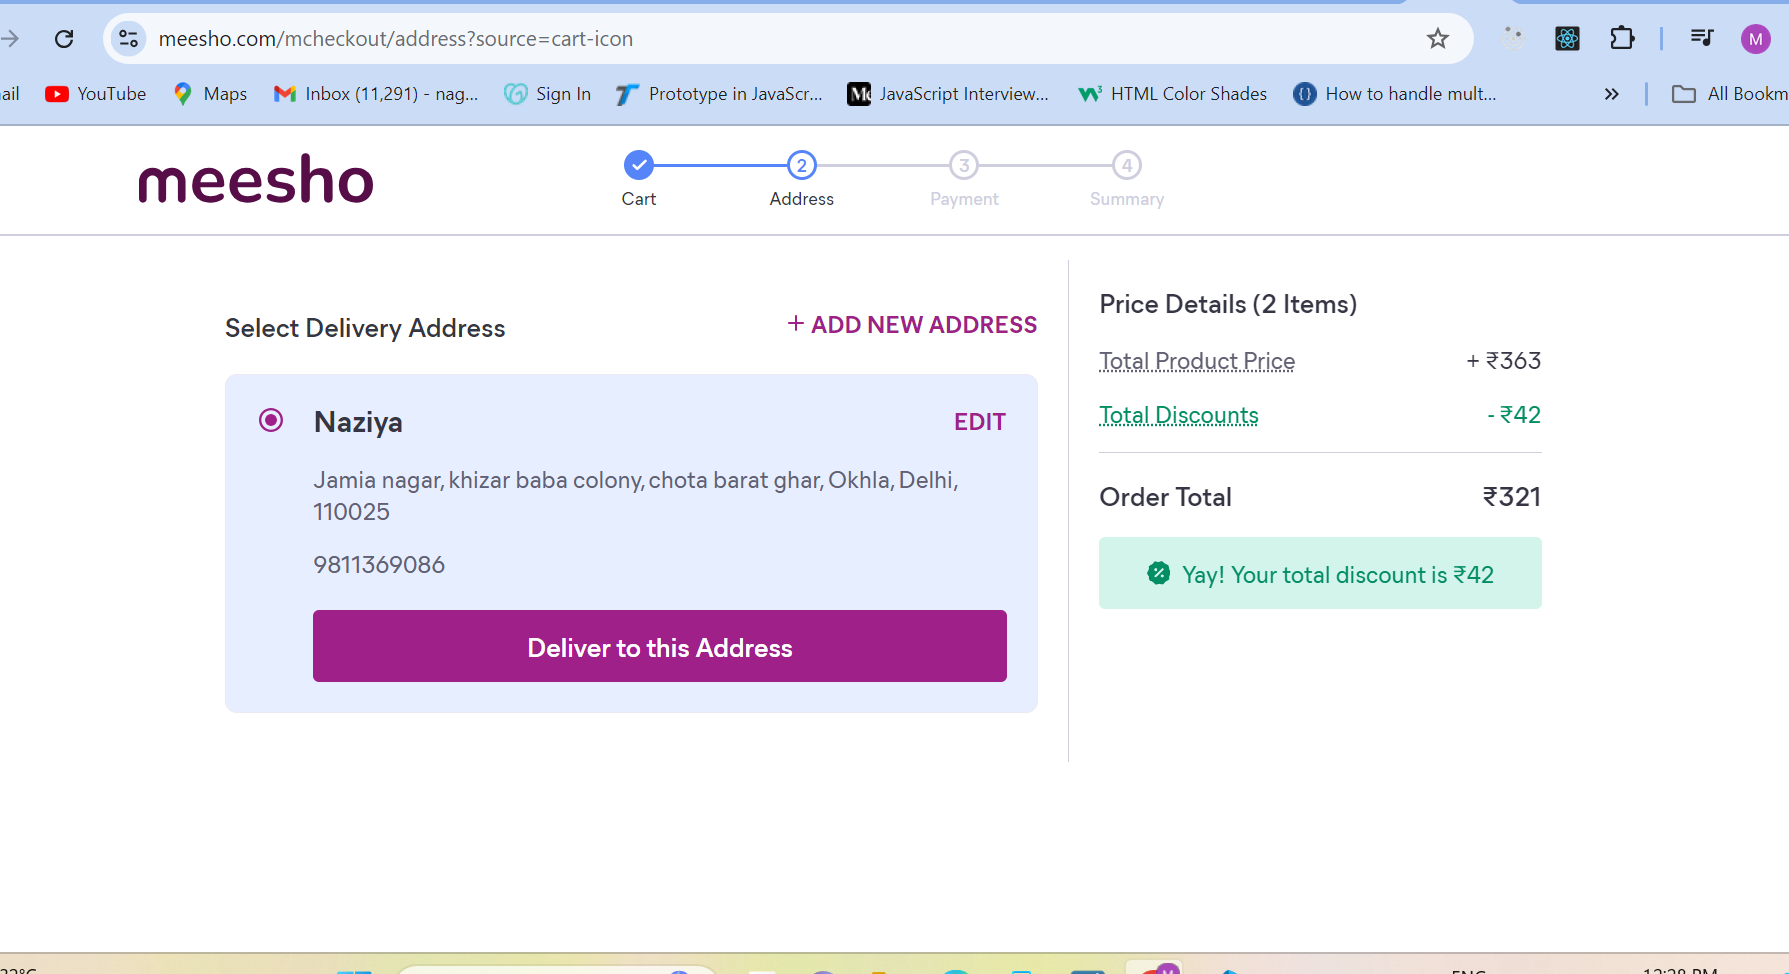 meesho.com/mcheckout/address?source=cart-icon
M
ail YouTube Maps Inbox (11,291) - nag... Sign In Prototype in JavaScr... JavaScript Interview... HTML Color Shades How to handle mult... » All Bookm
meesho
2 3 4
Cart Address Payment Summary
Select Delivery Address
+ ADD NEW ADDRESS
Naziya
EDIT
Jamia nagar, khizar baba colony, chota barat ghar, Okhla, Delhi,
110025
9811369086
Deliver to this Address
Price Details (2 Items)
Total Product Price + ₹363
Total Discounts - ₹42
Order Total ₹321
Yay! Your total discount is ₹42